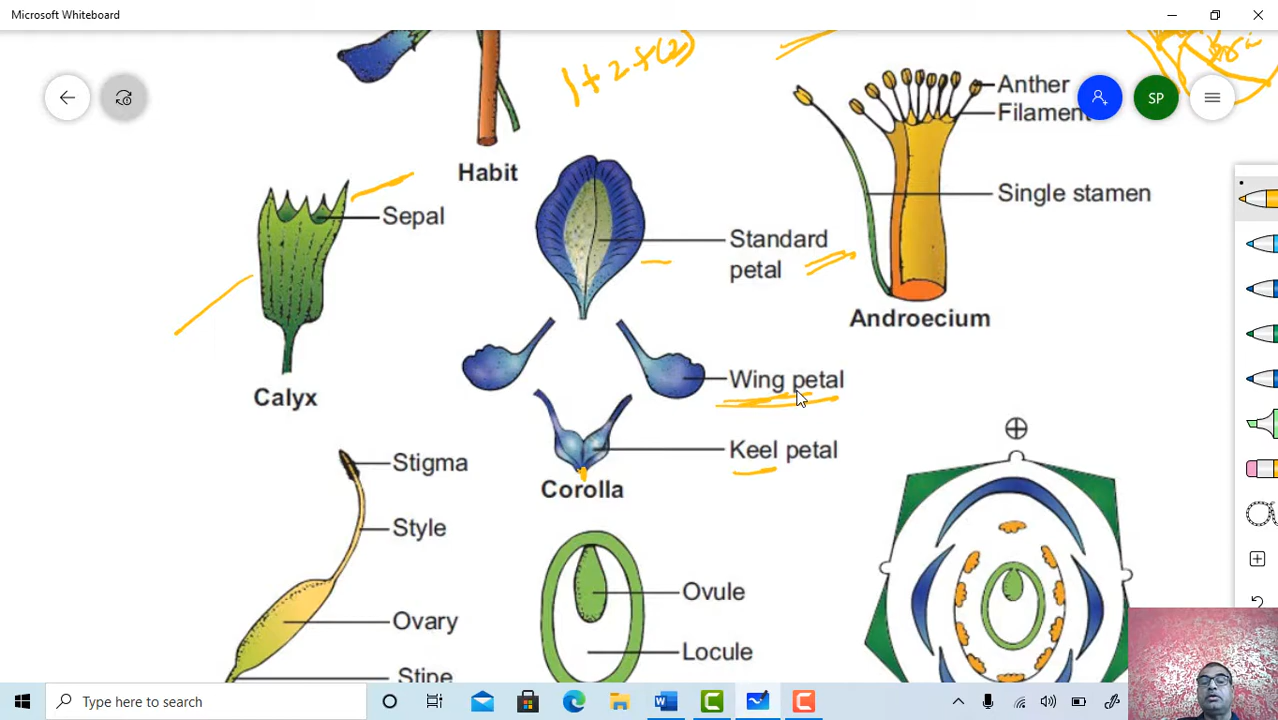 Microsoft Whiteboard
1+2+(2)
Anther
Filament
SP
Habit
Sepal
Single stamen
Standard
petal
Androecium
Wing petal
Calyx
Keel petal
Stigma
Corolla
Style
Ovule
Ovary
Locule
Stipe
Type here to search